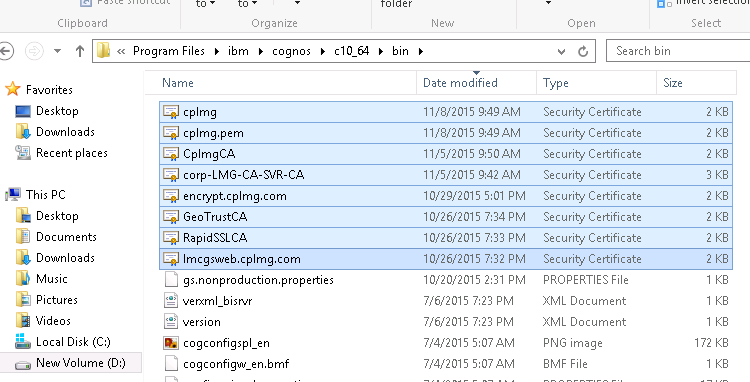 Paste shortcut to to folder Invert selection
Clipboard Organize New Open Select
« Program Files ibm cognos c10_64 bin Search bin
Favorites Name Date modified Type Size
Desktop cplmg 11/8/2015 9:49 AM Security Certificate 2 KB
Downloads cplmg.pem 11/8/2015 9:49 AM Security Certificate 2 KB
Recent places CplmgCA 11/5/2015 9:50 AM Security Certificate 2 KB
corp-LMG-CA-SVR-CA 11/5/2015 9:42 AM Security Certificate 3 KB
This PC encrypt.cplmg.com 10/29/2015 5:01 PM Security Certificate 2 KB
Desktop GeoTrustCA 10/26/2015 7:34 PM Security Certificate 2 KB
Documents RapidSSLCA 10/26/2015 7:33 PM Security Certificate 2 KB
Downloads lmcgsweb.cplmg.com 10/26/2015 7:32 PM Security Certificate 2 KB
Music gs.nonproduction.properties 10/20/2015 2:31 PM PROPERTIES File 1 KB
Pictures verxml_bisrvr 7/6/2015 7:23 PM XML Document 1 KB
Videos version 7/6/2015 7:23 PM XML Document 1 KB
Local Disk (C:) cogconfigspl_en 7/4/2015 5:07 AM PNG image 172 KB
New Volume (D:) cogconfigw_en.bmf 7/4/2015 5:07 AM BMF File 1 KB